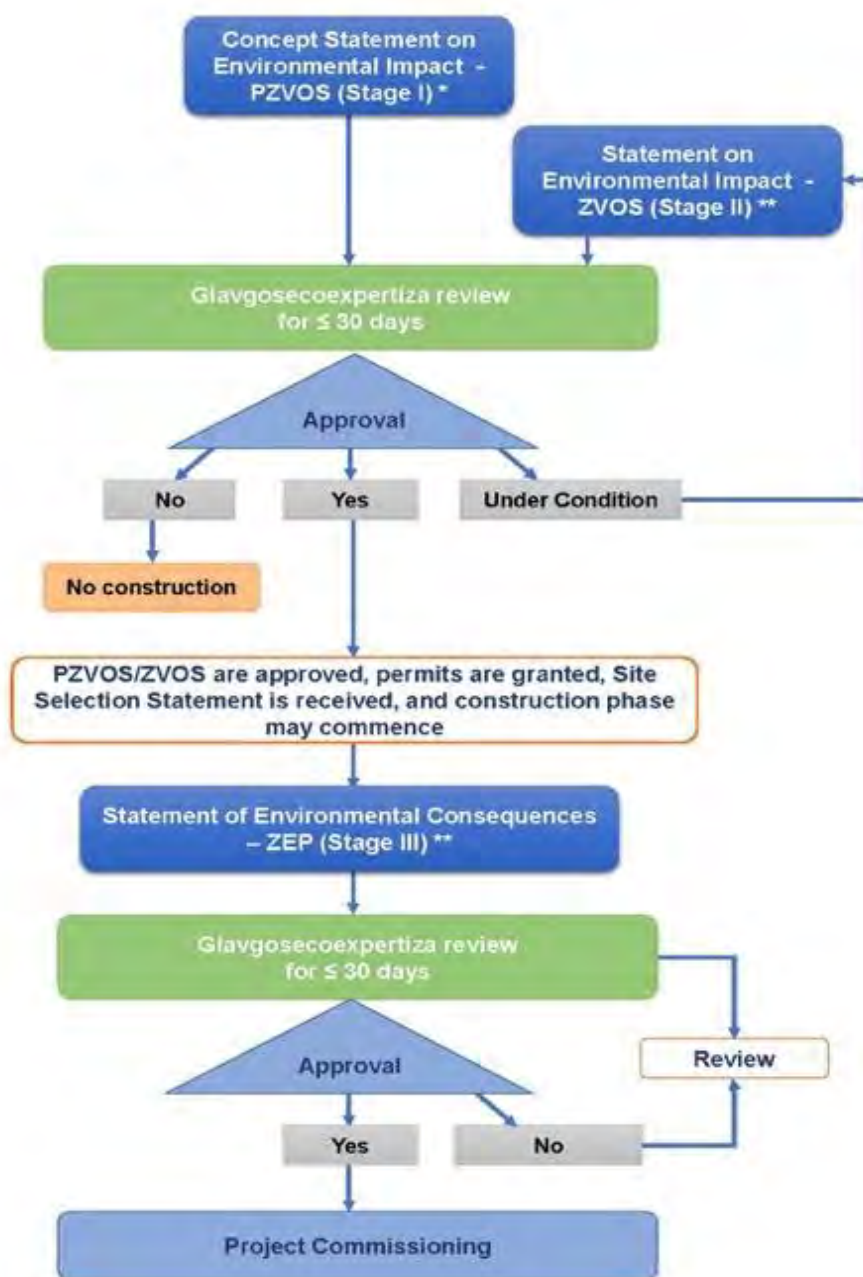 Concept Statement on
Environmental Impact -
PZVOS (Stage I) *
Statement on
Environmental Impact -
ZVOS (Stage II) **
Glavgosecoexpertiza review
for ≤ 30 days
Approval
No
Yes
Under Condition
No construction
PZVOS/ZVOS are approved, permits are granted, Site
Selection Statement is received, and construction phase
may commence
Statement of Environmental Consequences
– ZEP (Stage III) **
Glavgosecoexpertiza review
for ≤ 30 days
Approval
Review
Yes
No
Project Commissioning